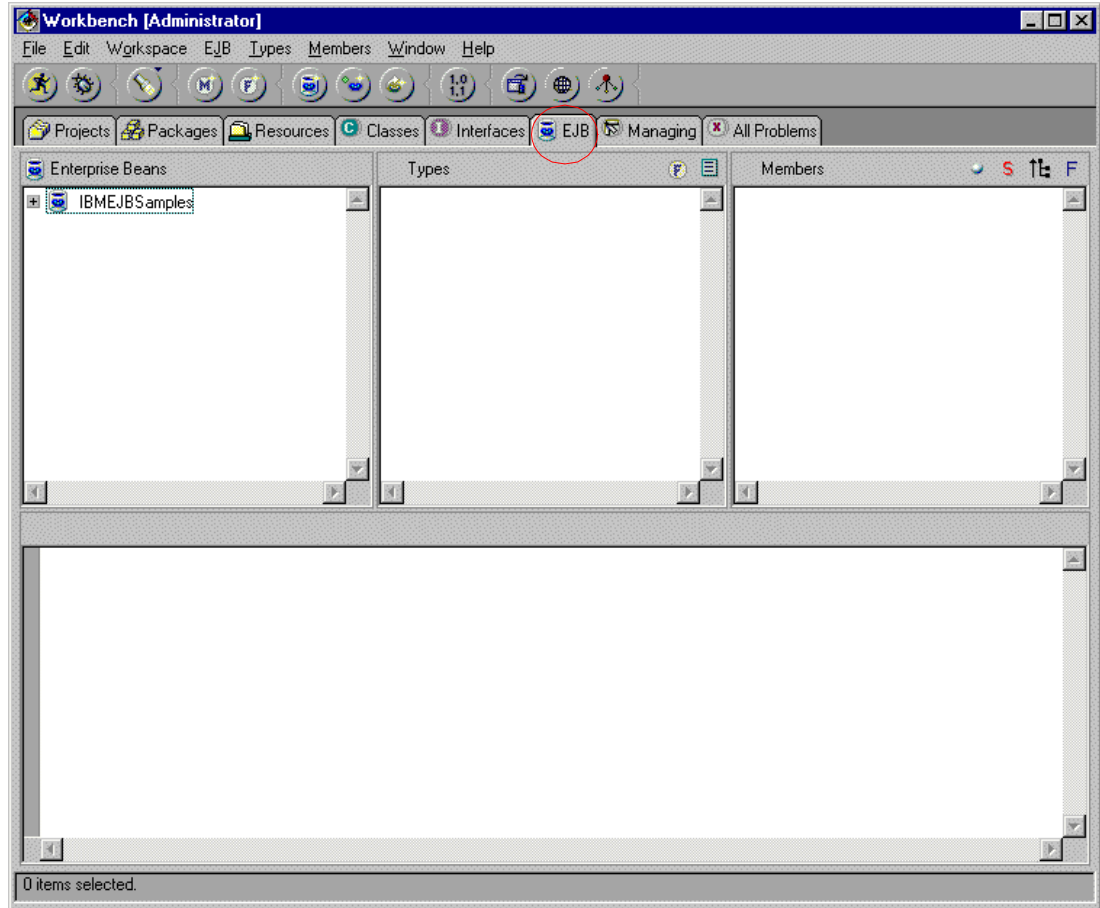 Workbench [Administrator]
File Edit Workspace EJB Types Members Window Help
M F 1,0 1,1
Projects Packages Resources C Classes I Interfaces EJB Managing X All Problems
Enterprise Beans Types F Members S F
IBMEJBSamples
0 items selected.